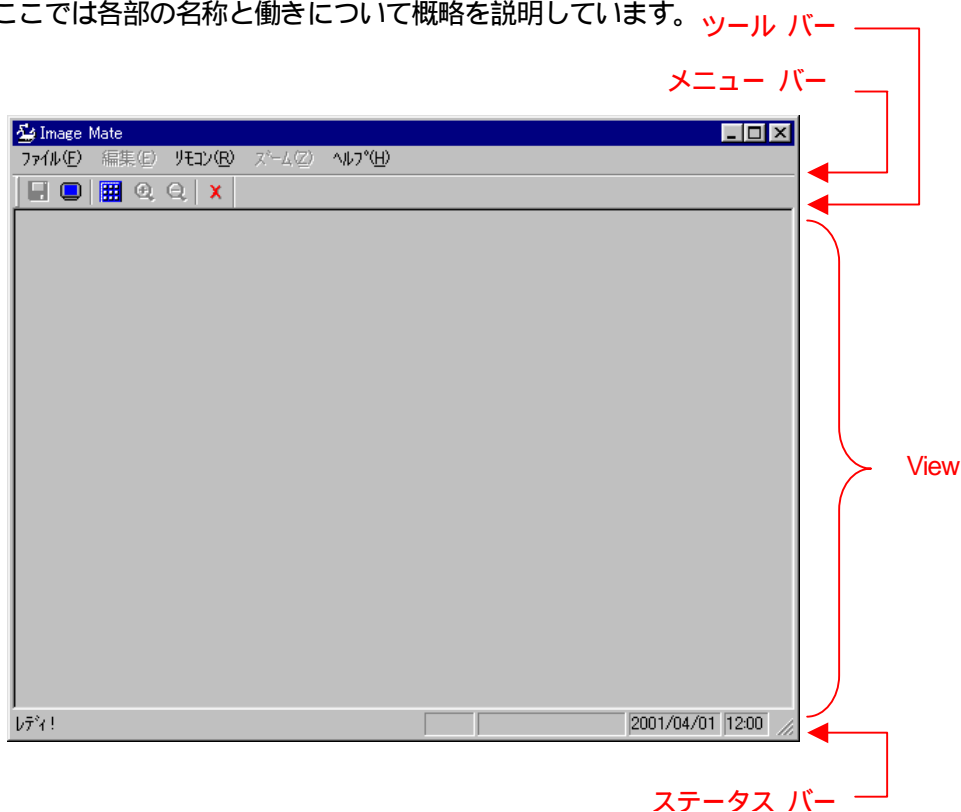 ここでは各部の名称と働きについて概略を説明しています。
ツール バー
メニュー バー
Image Mate
ﾌｧｲﾙ(F) 編集(E) ﾘﾓｺﾝ(R) ｽﾞｰﾑ(Z) ﾍﾙﾌﾟ(H)
View
ﾚﾃﾞｨ! 2001/04/01 12:00
ステータス バー